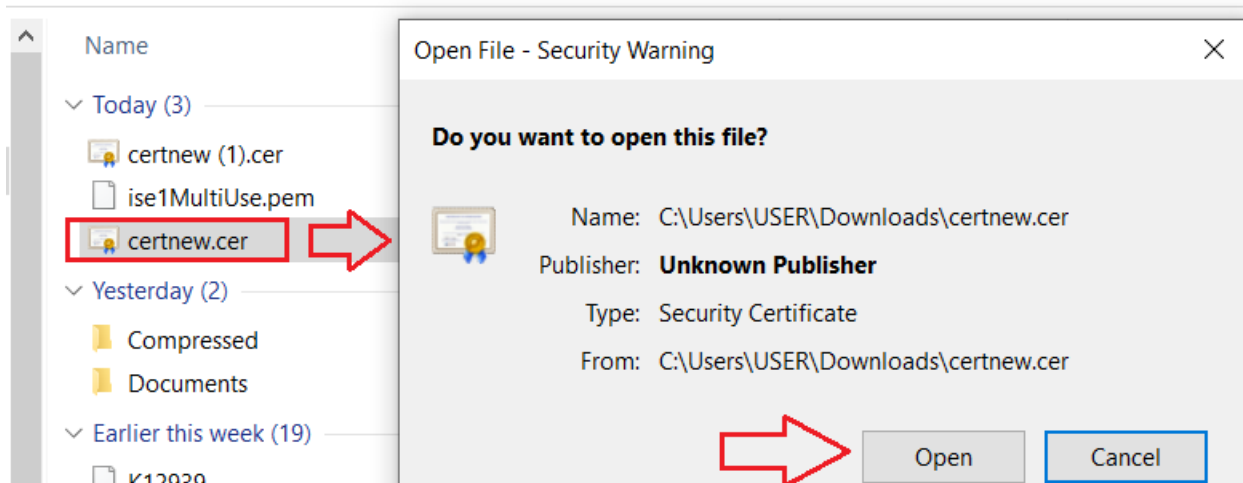 Name
Today (3)
certnew (1).cer
ise1MultiUse.pem
certnew.cer
Yesterday (2)
Compressed
Documents
Earlier this week (19)
K12939
Open File - Security Warning
Do you want to open this file?
Name: C:\Users\USER\Downloads\certnew.cer
Publisher: Unknown Publisher
Type: Security Certificate
From: C:\Users\USER\Downloads\certnew.cer
Open Cancel